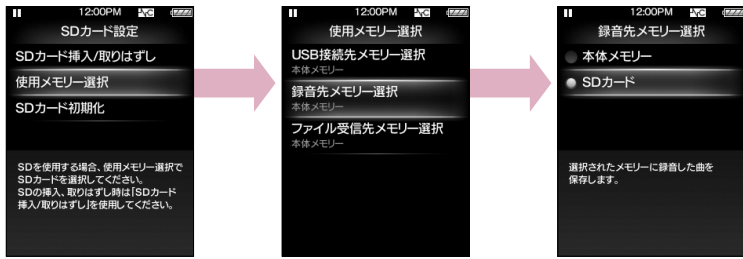 12:00PM
SDカード設定
SDカード挿入/取りはずし
使用メモリー選択
SDカード初期化
SDを使用する場合、使用メモリー選択で
SDカードを選択してください。
SDの挿入、取りはずし時は「SDカード
挿入/取りはずし」を使用してください。
12:00PM
使用メモリー選択
USB接続先メモリー選択
本体メモリー
録音先メモリー選択
本体メモリー
ファイル受信先メモリー選択
本体メモリー
12:00PM
録音先メモリー選択
本体メモリー
SDカード
選択されたメモリーに録音した曲を
保存します。